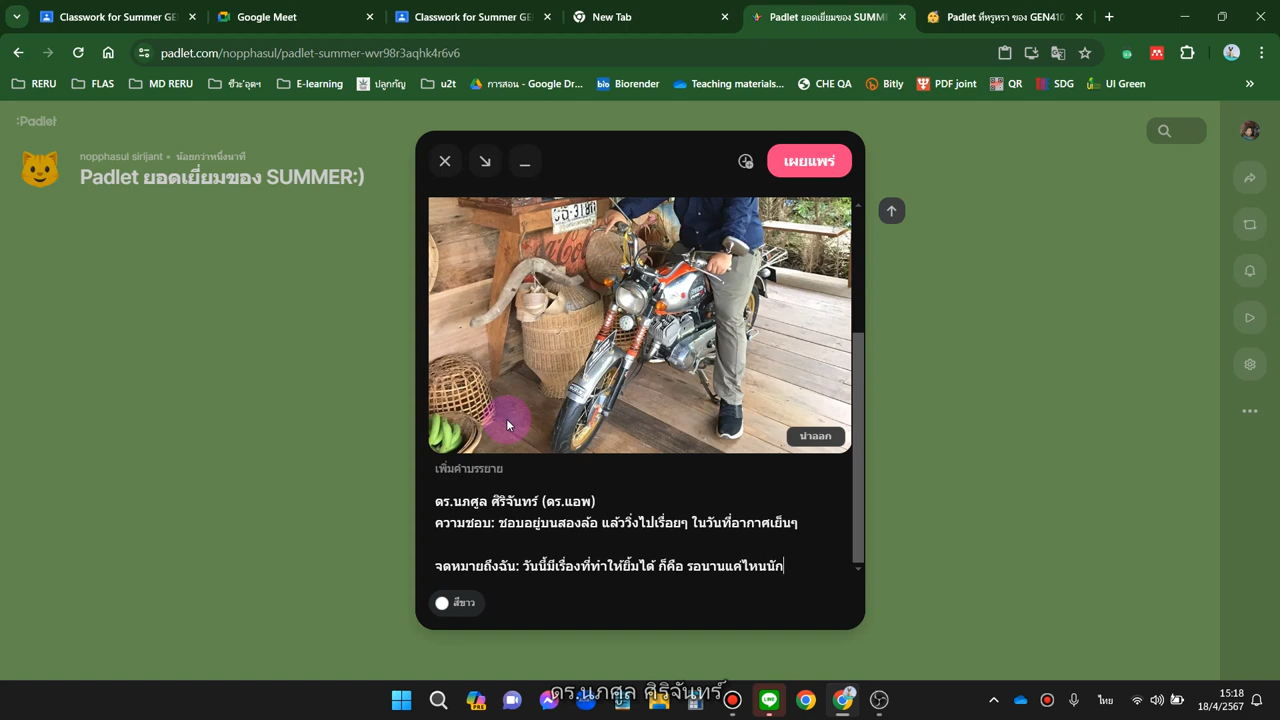 Classwork for Summer GE
Google Meet
Classwork for Summer GE
New Tab
Padlet ยอดเยี่ยมของ SUMM
Padlet ที่หรูหรา ของ GEN410
padlet.com/nopphasul/padlet-summer-wvr98r3aqhk4r6v6
RERU
FLAS
MD RERU
ชีวะ'อุดฯ
E-learning
ปลูกกัญ
u2t
การสอน - Google Dr...
Biorender
Teaching materials...
CHE QA
Bitly
PDF joint
QR
SDG
UI Green
:Padlet
nopphasul sirijant • น้อยกว่าหนึ่งนาที
Padlet ยอดเยี่ยมของ SUMMER:)
เผยแพร่
นำออก
เพิ่มคำบรรยาย
ดร.นภศูล ศิริจันทร์ (ดร.แอพ)
ความชอบ: ชอบอยู่บนสองล้อ แล้ววิ่งไปเรื่อยๆ ในวันที่อากาศเย็นๆ
จดหมายถึงฉัน: วันนี้มีเรื่องที่ทำให้ยิ้มได้ ก็คือ รอนานแค่ไหนนัก
สีขาว
ดร.นภศูล ศิริจันทร์
ไทย
15:18
18/4/2567